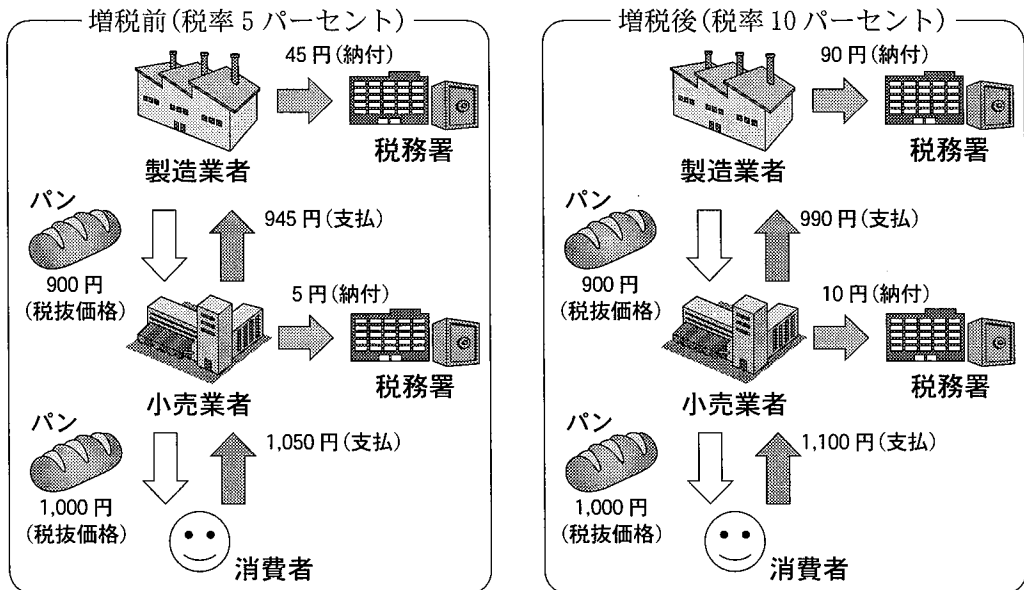 増税前(税率5パーセント)
45円(納付)
製造業者
税務署
パン
900円
(税抜価格)
945円(支払)
5円(納付)
小売業者
税務署
パン
1,000円
(税抜価格)
1,050円(支払)
消費者
増税後(税率10パーセント)
90円(納付)
製造業者
税務署
パン
900円
(税抜価格)
990円(支払)
10円(納付)
小売業者
税務署
パン
1,000円
(税抜価格)
1,100円(支払)
消費者